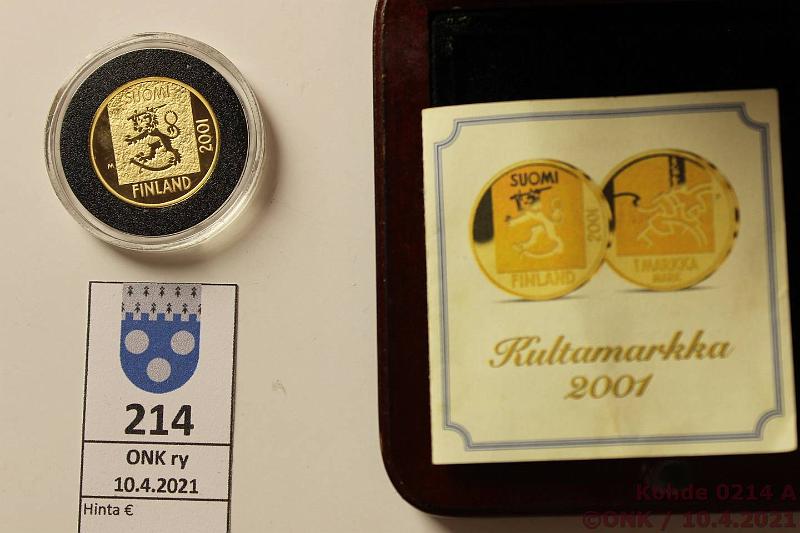 SUOMI
2001
M
FINLAND
214
ONK ry
10.4.2021
Hinta €
SUOMI
2001
FINLAND
1 MARKKA
MARK
Kultamarkka
2001
Kohde 0214 A
©ONK / 10.4.2021